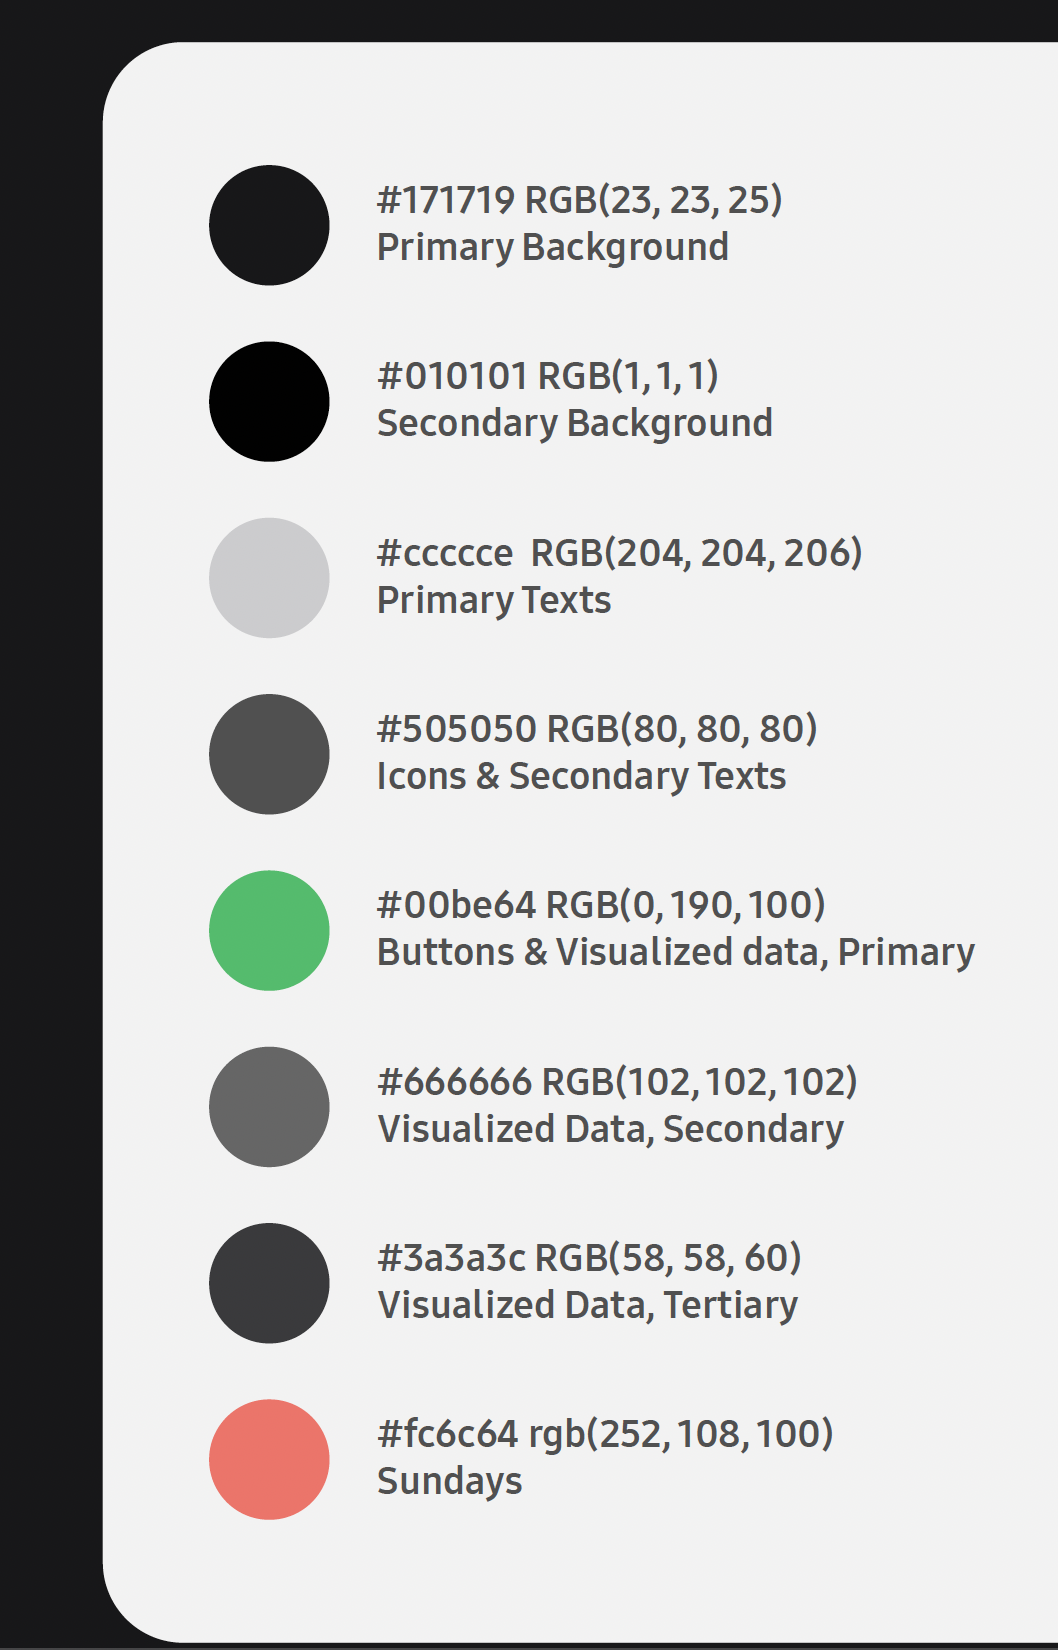 #171719 RGB(23, 23, 25)
Primary Background
#010101 RGB(1, 1, 1)
Secondary Background
#ccccce  RGB(204, 204, 206)
Primary Texts
#505050 RGB(80, 80, 80)
Icons & Secondary Texts
#00be64 RGB(0, 190, 100)
Buttons & Visualized data, Primary
#666666 RGB(102, 102, 102)
Visualized Data, Secondary
#3a3a3c RGB(58, 58, 60)
Visualized Data, Tertiary
#fc6c64 rgb(252, 108, 100)
Sundays